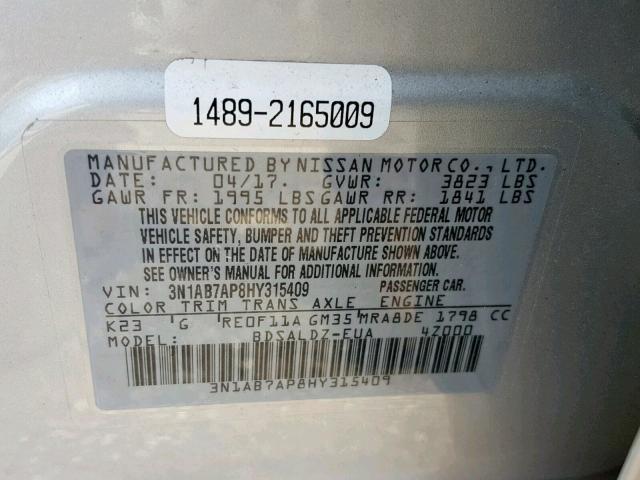 1489-2165009
MANUFACTURED BY NISSAN MOTOR CO., LTD.
DATE: 04/17. GVWR: 3823 LBS
GAWR FR: 1995 LBS GAWR RR: 1841 LBS
THIS VEHICLE CONFORMS TO ALL APPLICABLE FEDERAL MOTOR
VEHICLE SAFETY, BUMPER AND THEFT PREVENTION STANDARDS
IN EFFECT ON THE DATE OF MANUFACTURE SHOWN ABOVE.
SEE OWNER'S MANUAL FOR ADDITIONAL INFORMATION.
VIN: 3N1AB7AP8HY315409 PASSENGER CAR.
COLOR TRIM TRANS AXLE ENGINE
K23 G RE0F11A GM35 MRA8DE 1798 CC
MODEL: BDSALDZ-EUA 4Z000
3N1AB7AP8HY315409